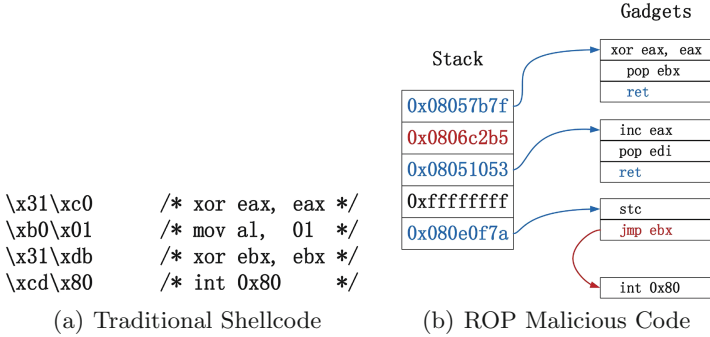 Gadgets
Stack
xor eax, eax
pop ebx
ret
0x08057b7f
0x0806c2b5
0x08051053
0xffffffff
0x080e0f7a
inc eax
pop edi
ret
stc
jmp ebx
int 0x80
\x31\xc0 /* xor eax, eax */
\xb0\x01 /* mov al, 01 */
\x31\xdb /* xor ebx, ebx */
\xcd\x80 /* int 0x80 */
(a) Traditional Shellcode
(b) ROP Malicious Code